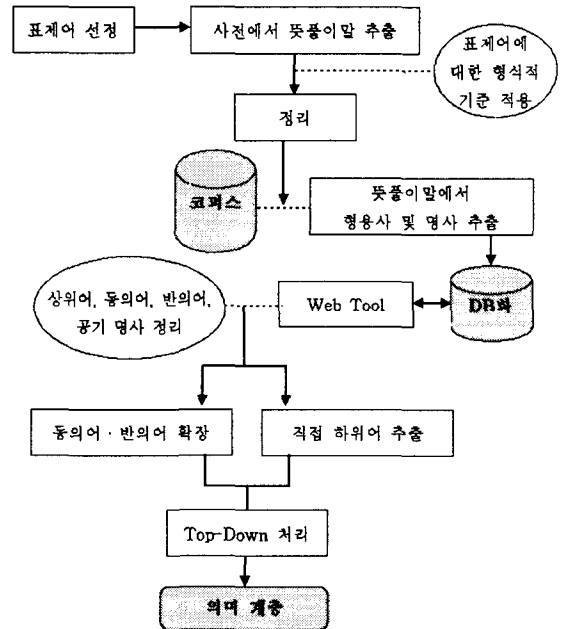 표제어 선정
사전에서 뜻풀이말 추출
표제어에
대한 형식적
기준 적용
정리
코퍼스
뜻풀이말에서
형용사 및 명사 추출
상위어, 동의어, 반의어,
공기 명사 정리
Web Tool
DB화
동의어 · 반의어 확장
직접 하위어 추출
Top-Down 처리
의미 계층